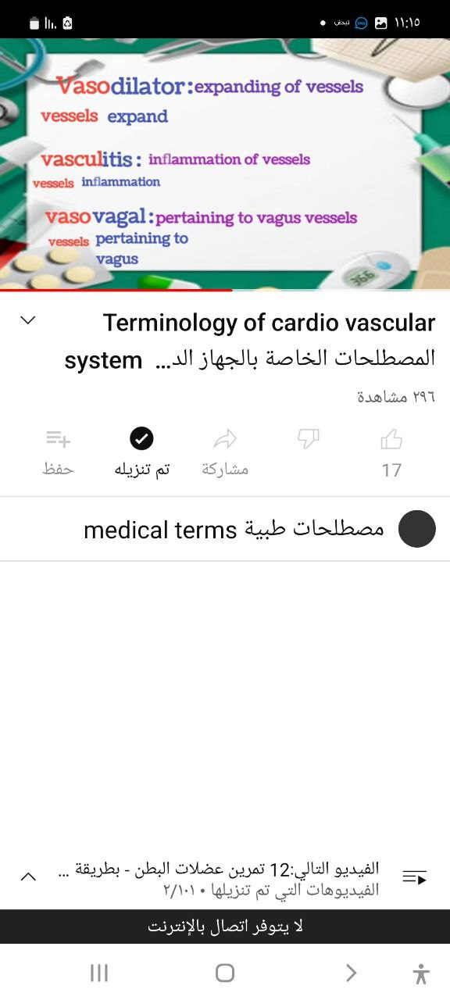 ١١:١٥
نبض
Vasodilator:expanding of vessels
vessels expand
vasculitis: inflammation of vessels
vessels inflammation
vasovagal:pertaining to vagus vessels
vessels pertaining to
vagus
36.6
Terminology of cardio vascular
system المصطلحات الخاصة بالجهاز الد...
٢٩٦ مشاهدة
17
مشاركة
تم تنزيله
حفظ
مصطلحات طبية medical terms
الفيديو التالي:12 تمرين عضلات البطن - بطريقة ...
الفيديوهات التي تم تنزيلها • ٢/١٠١
لا يتوفر اتصال بالإنترنت